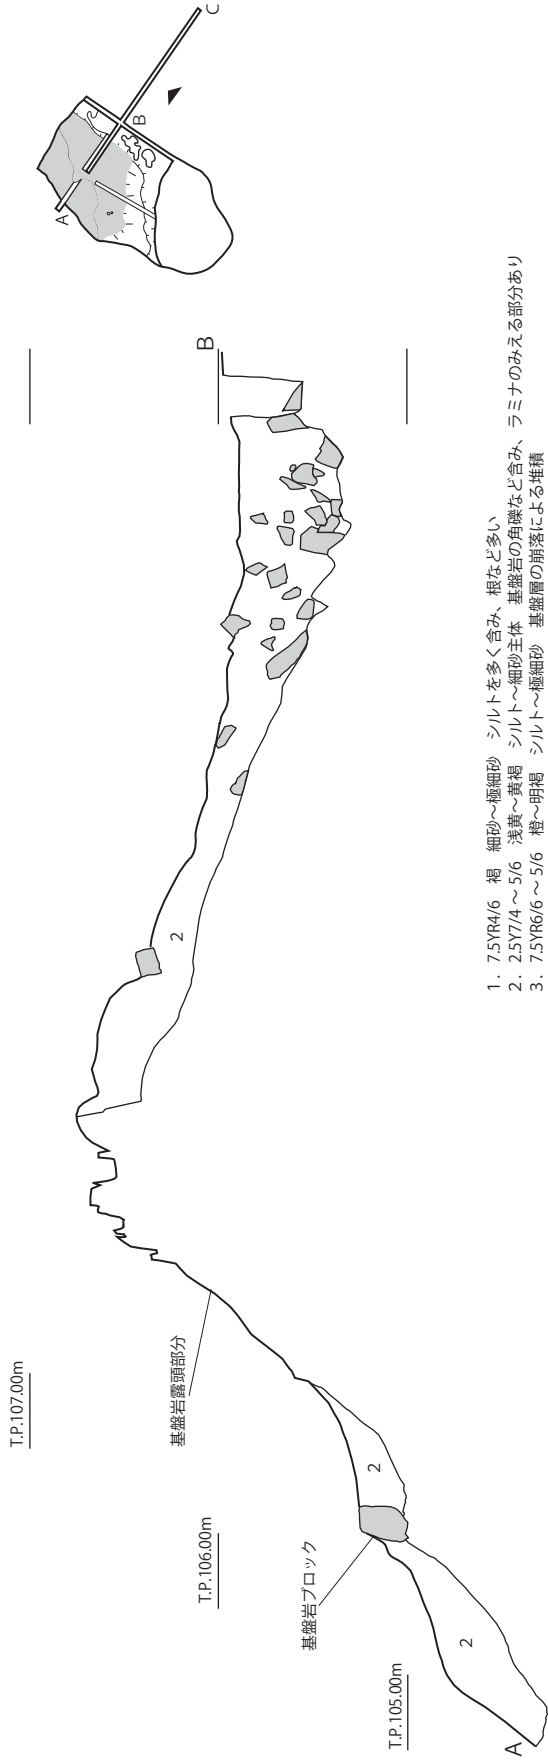 T.P.107.00m
T.P.106.00m
T.P.105.00m
A
B
基盤岩露頭部分
基盤岩ブロック
2
2
2
A
B
C
1. 7.5YR4/6 褐 細砂～極細砂 シルトを多く含み、根など多い
2. 2.5Y7/4 ～ 5/6 浅黄～黄褐 シルト～細砂主体 基盤岩の角礫など含み、ラミナのみえる部分あり
3. 7.5YR6/6 ～ 5/6 橙～明褐 シルト～極細砂 基盤層の崩落による堆積